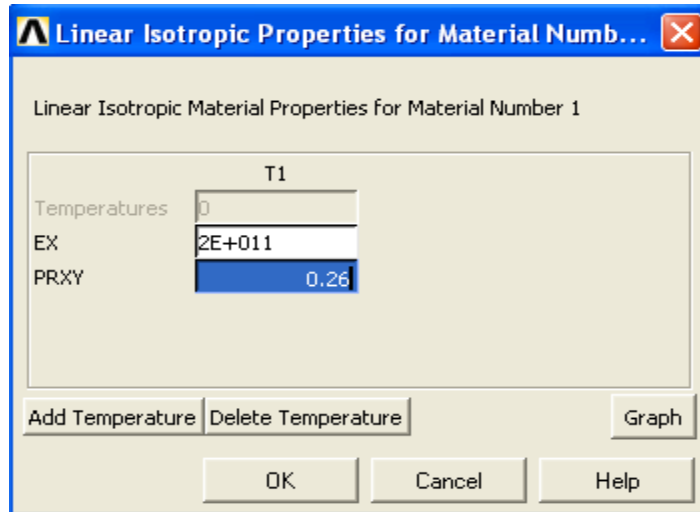 Linear Isotropic Properties for Material Numb...
Linear Isotropic Material Properties for Material Number 1
T1
Temperatures 0
EX 2E+011
PRXY 0.26
Add Temperature Delete Temperature Graph
OK Cancel Help